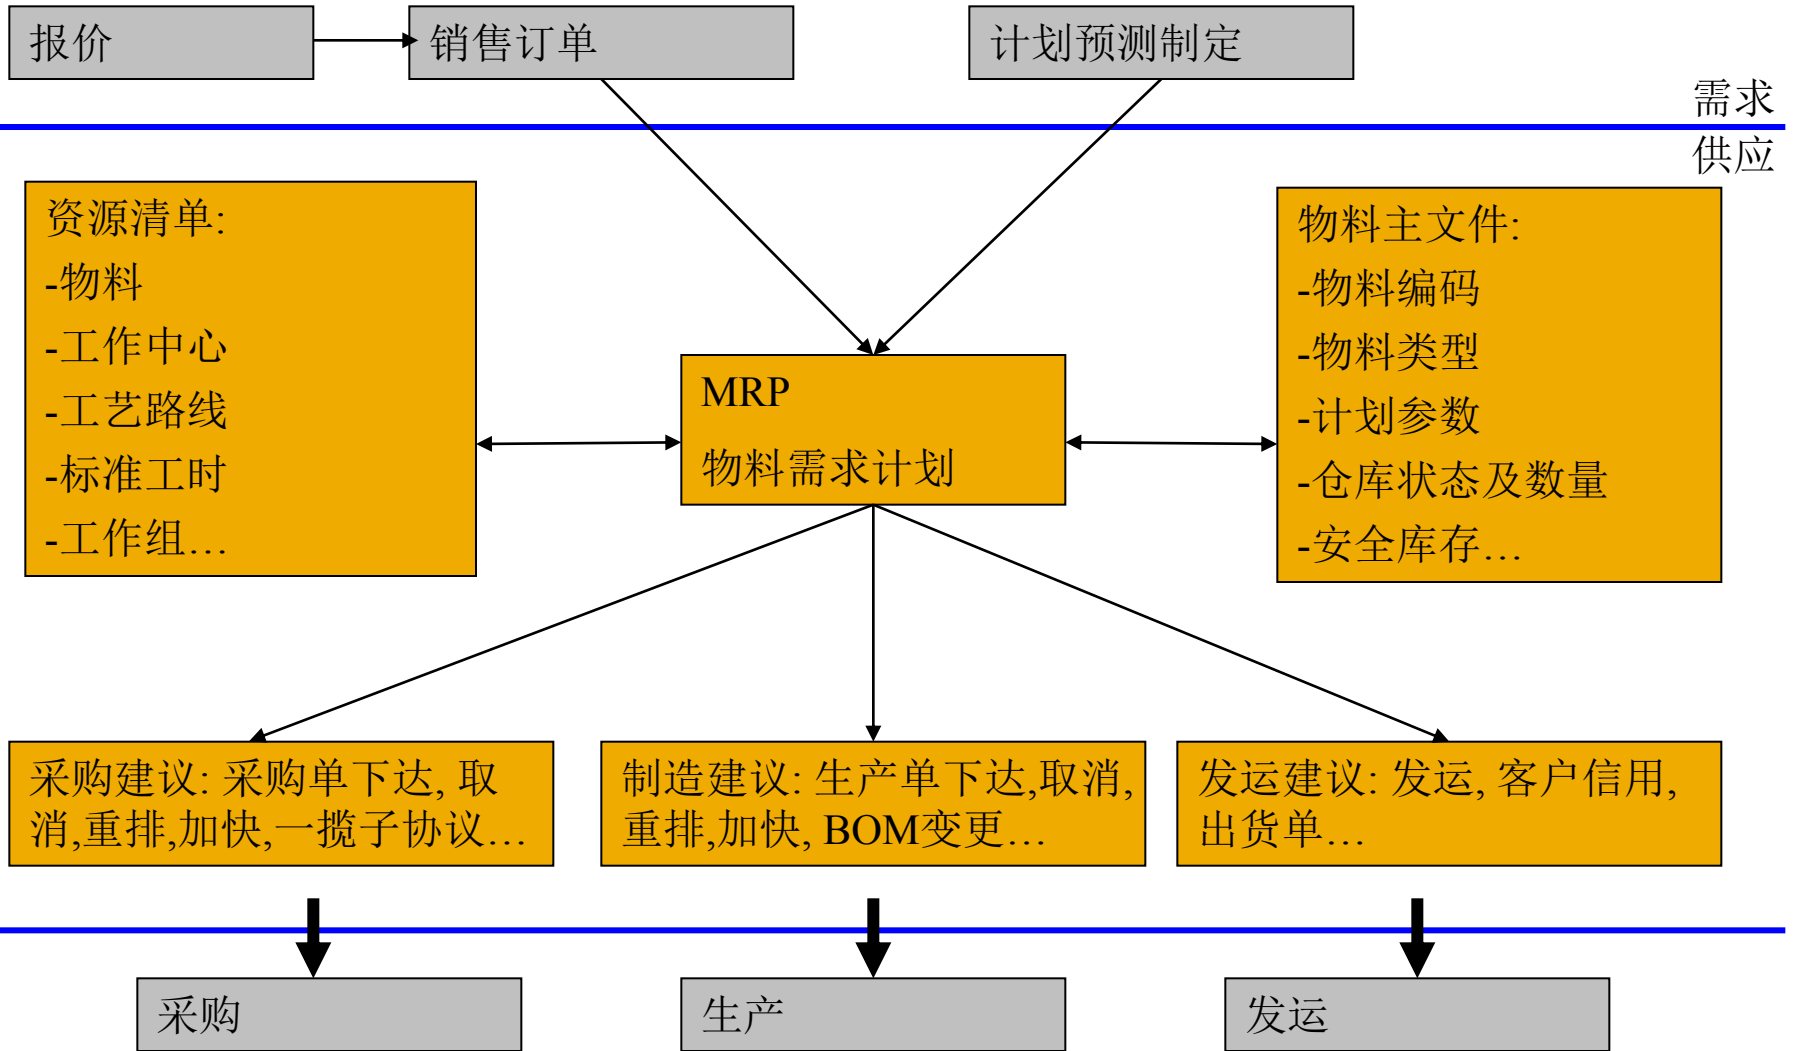 报价
销售订单
计划预测制定
需求
供应
资源清单:
-物料
-工作中心
-工艺路线
-标准工时
-工作组…
物料主文件:
-物料编码
-物料类型
-计划参数
-仓库状态及数量
-安全库存…
MRP
物料需求计划
采购建议: 采购单下达, 取
消,重排,加快,一揽子协议…
制造建议: 生产单下达,取消,
重排,加快, BOM变更…
发运建议: 发运, 客户信用,
出货单…
采购
生产
发运